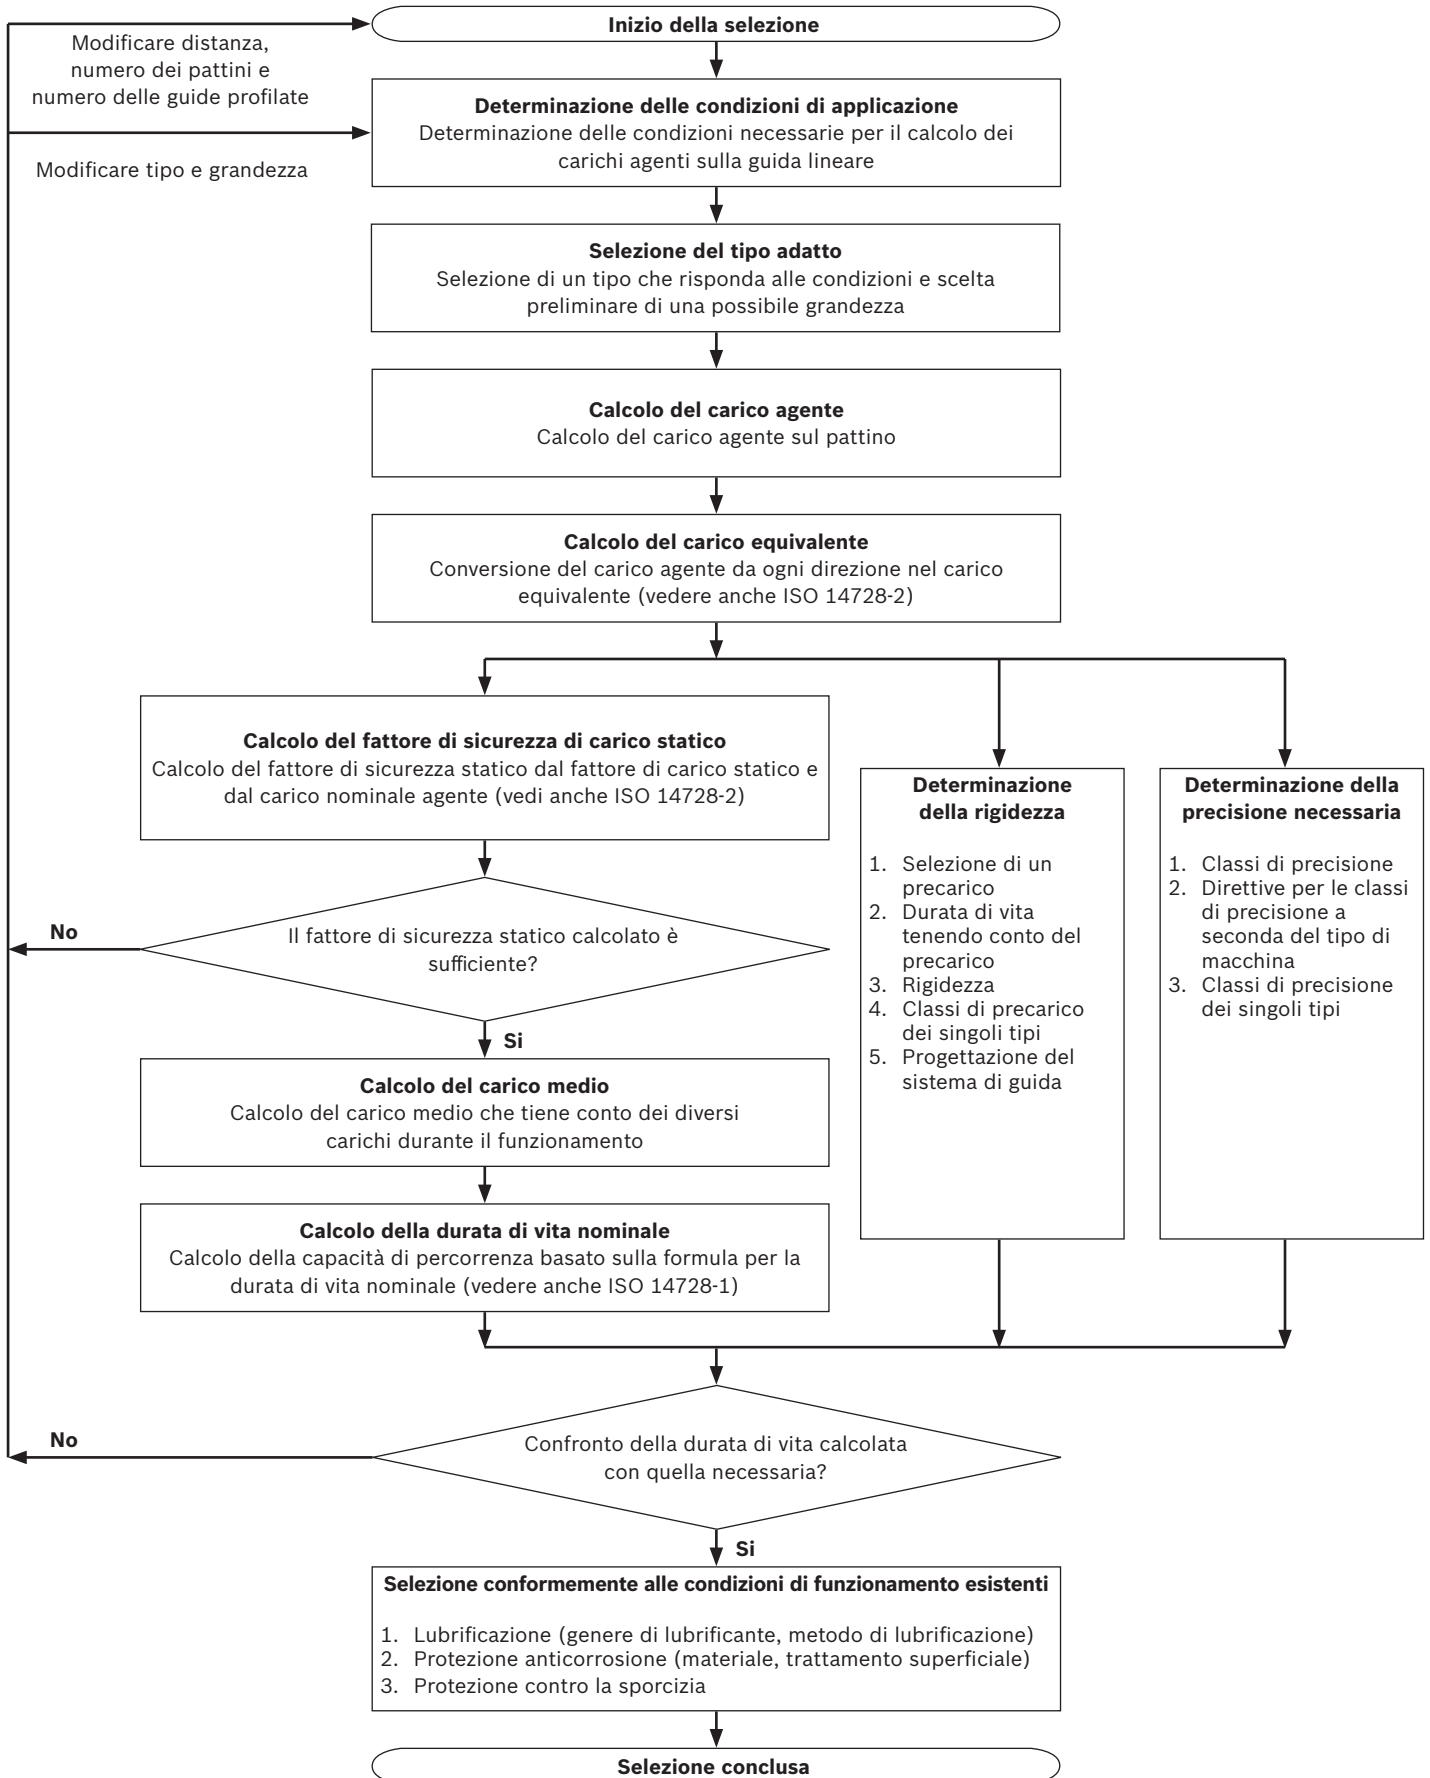 Inizio della selezione
Modificare distanza,
numero dei pattini e
numero delle guide profilate
Modificare tipo e grandezza
Determinazione delle condizioni di applicazione
Determinazione delle condizioni necessarie per il calcolo dei
carichi agenti sulla guida lineare
Selezione del tipo adatto
Selezione di un tipo che risponda alle condizioni e scelta
preliminare di una possibile grandezza
Calcolo del carico agente
Calcolo del carico agente sul pattino
Calcolo del carico equivalente
Conversione del carico agente da ogni direzione nel carico
equivalente (vedere anche ISO 14728-2)
Calcolo del fattore di sicurezza di carico statico
Calcolo del fattore di sicurezza statico dal fattore di carico statico e
dal carico nominale agente (vedi anche ISO 14728-2)
No
Il fattore di sicurezza statico calcolato è
sufficiente?
Si
Calcolo del carico medio
Calcolo del carico medio che tiene conto dei diversi
carichi durante il funzionamento
Calcolo della durata di vita nominale
Calcolo della capacità di percorrenza basato sulla formula per la
durata di vita nominale (vedere anche ISO 14728-1)
Determinazione
della rigidezza
1. Selezione di un
precarico
2. Durata di vita
tenendo conto del
precarico
3. Rigidezza
4. Classi di precarico
dei singoli tipi
5. Progettazione del
sistema di guida
Determinazione della
precisione necessaria
1. Classi di precisione
2. Direttive per le classi
di precisione a
seconda del tipo di
macchina
3. Classi di precisione
dei singoli tipi
No
Confronto della durata di vita calcolata
con quella necessaria?
Si
Selezione conformemente alle condizioni di funzionamento esistenti
1. Lubrificazione (genere di lubrificante, metodo di lubrificazione)
2. Protezione anticorrosione (materiale, trattamento superficiale)
3. Protezione contro la sporcizia
Selezione conclusa